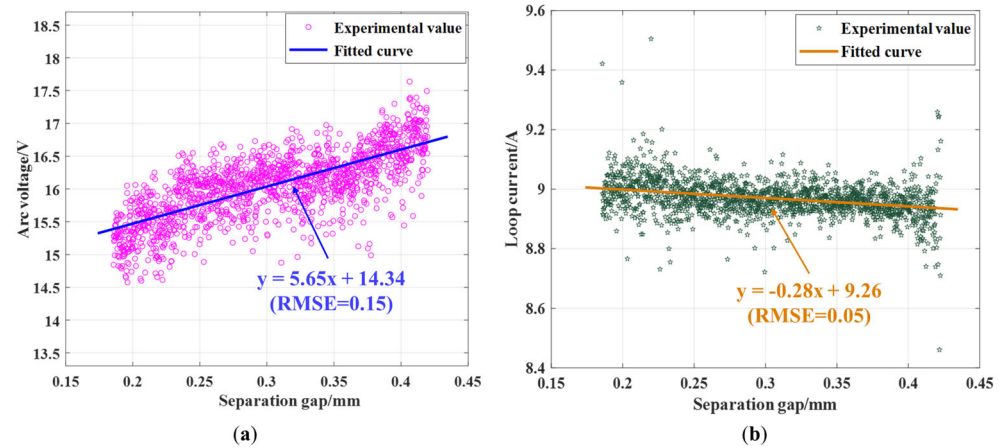 18.5
18
17.5
17
16.5
16
15.5
15
14.5
14
13.5
Arc voltage/V
Experimental value
Fitted curve
y = 5.65x + 14.34
(RMSE=0.15)
0.15 0.2 0.25 0.3 0.35 0.4 0.45
Separation gap/mm
(a)
9.6
9.4
9.2
9
8.8
8.6
8.4
Loop current/A
Experimental value
Fitted curve
y = -0.28x + 9.26
(RMSE=0.05)
0.15 0.2 0.25 0.3 0.35 0.4 0.45
Separation gap/mm
(b)